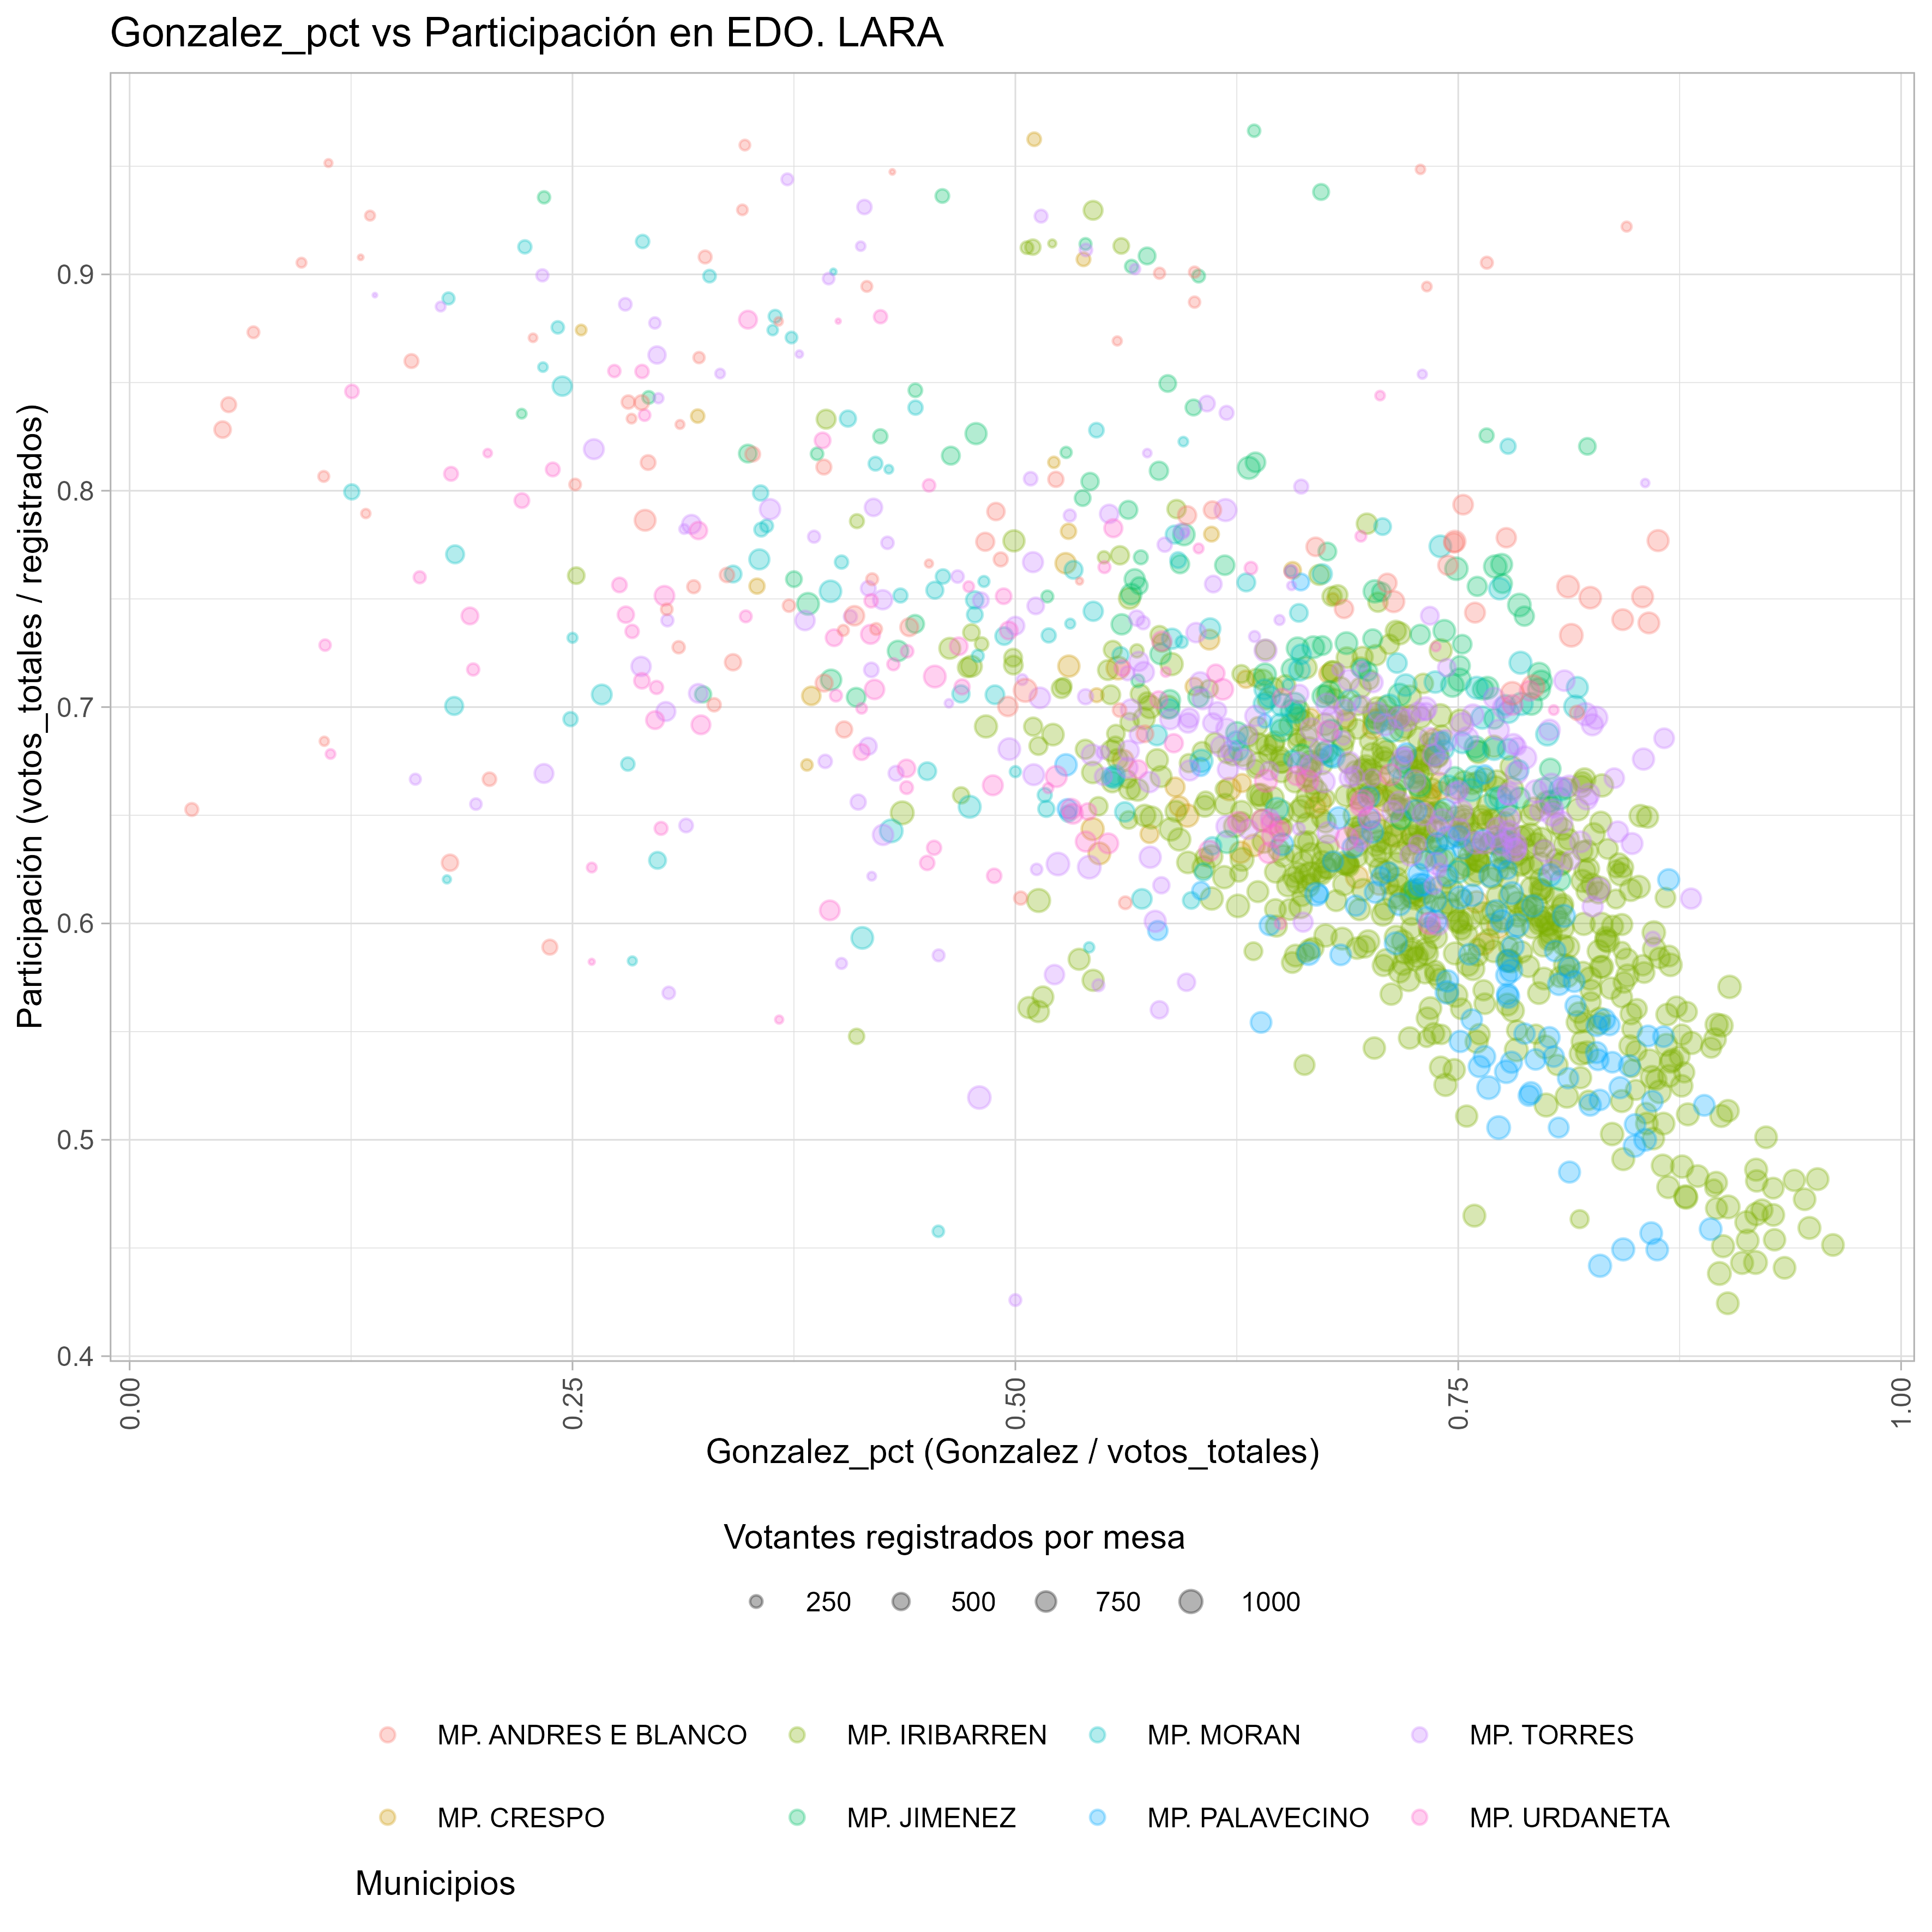 Gonzalez_pct vs Participación en EDO. LARA
Participación (votos_totales / registrados)
0.9
0.8
0.7
0.6
0.5
0.4
0.00
0.25
0.50
0.75
1.00
Gonzalez_pct (Gonzalez / votos_totales)
Votantes registrados por mesa
250 500 750 1000
MP. ANDRES E BLANCO MP. IRIBARREN MP. MORAN MP. TORRES
MP. CRESPO MP. JIMENEZ MP. PALAVECINO MP. URDANETA
Municipios